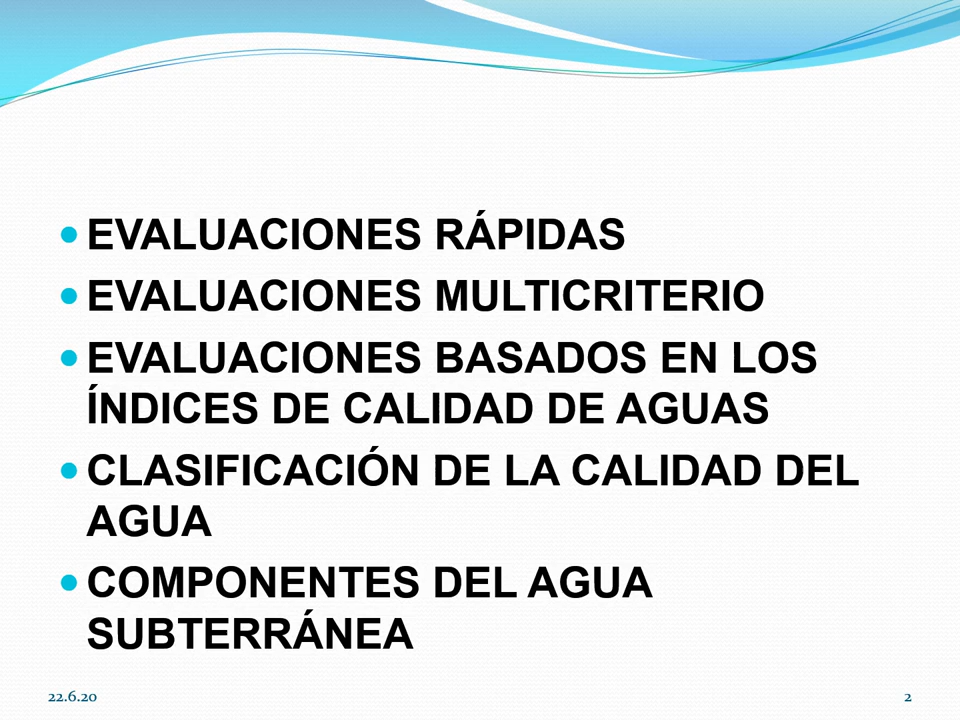 • EVALUACIONES RÁPIDAS
• EVALUACIONES MULTICRITERIO
• EVALUACIONES BASADOS EN LOS
ÍNDICES DE CALIDAD DE AGUAS
• CLASIFICACIÓN DE LA CALIDAD DEL
AGUA
• COMPONENTES DEL AGUA
SUBTERRÁNEA
22.6.20 2